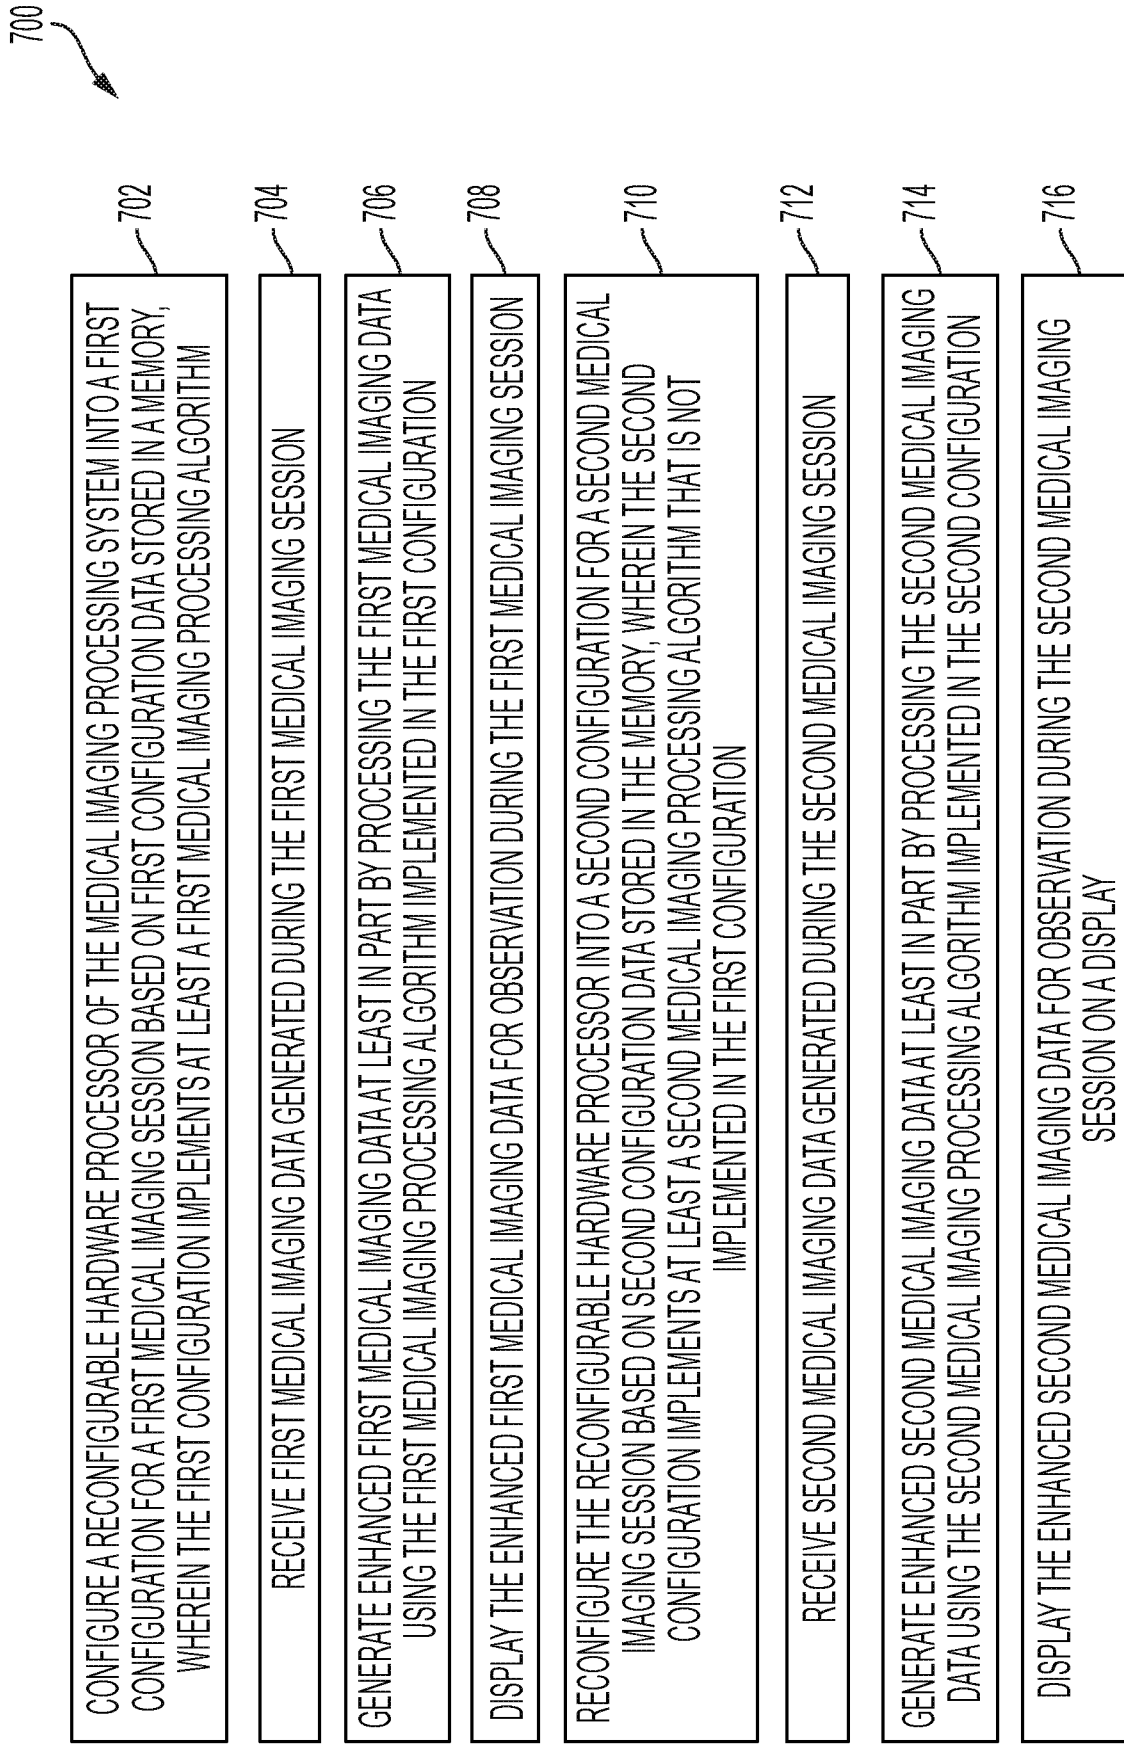 700
CONFIGURE A RECONFIGURABLE HARDWARE PROCESSOR OF THE MEDICAL IMAGING PROCESSING SYSTEM INTO A FIRST
CONFIGURATION FOR A FIRST MEDICAL IMAGING SESSION BASED ON FIRST CONFIGURATION DATA STORED IN A MEMORY,
WHEREIN THE FIRST CONFIGURATION IMPLEMENTS AT LEAST A FIRST MEDICAL IMAGING PROCESSING ALGORITHM
702
RECEIVE FIRST MEDICAL IMAGING DATA GENERATED DURING THE FIRST MEDICAL IMAGING SESSION
704
GENERATE ENHANCED FIRST MEDICAL IMAGING DATA AT LEAST IN PART BY PROCESSING THE FIRST MEDICAL IMAGING DATA
USING THE FIRST MEDICAL IMAGING PROCESSING ALGORITHM IMPLEMENTED IN THE FIRST CONFIGURATION
706
DISPLAY THE ENHANCED FIRST MEDICAL IMAGING DATA FOR OBSERVATION DURING THE FIRST MEDICAL IMAGING SESSION
708
RECONFIGURE THE RECONFIGURABLE HARDWARE PROCESSOR INTO A SECOND CONFIGURATION FOR A SECOND MEDICAL
IMAGING SESSION BASED ON SECOND CONFIGURATION DATA STORED IN THE MEMORY, WHEREIN THE SECOND
CONFIGURATION IMPLEMENTS AT LEAST A SECOND MEDICAL IMAGING PROCESSING ALGORITHM THAT IS NOT
IMPLEMENTED IN THE FIRST CONFIGURATION
710
RECEIVE SECOND MEDICAL IMAGING DATA GENERATED DURING THE SECOND MEDICAL IMAGING SESSION
712
GENERATE ENHANCED SECOND MEDICAL IMAGING DATA AT LEAST IN PART BY PROCESSING THE SECOND MEDICAL IMAGING
DATA USING THE SECOND MEDICAL IMAGING PROCESSING ALGORITHM IMPLEMENTED IN THE SECOND CONFIGURATION
714
DISPLAY THE ENHANCED SECOND MEDICAL IMAGING DATA FOR OBSERVATION DURING THE SECOND MEDICAL IMAGING
SESSION ON A DISPLAY
716